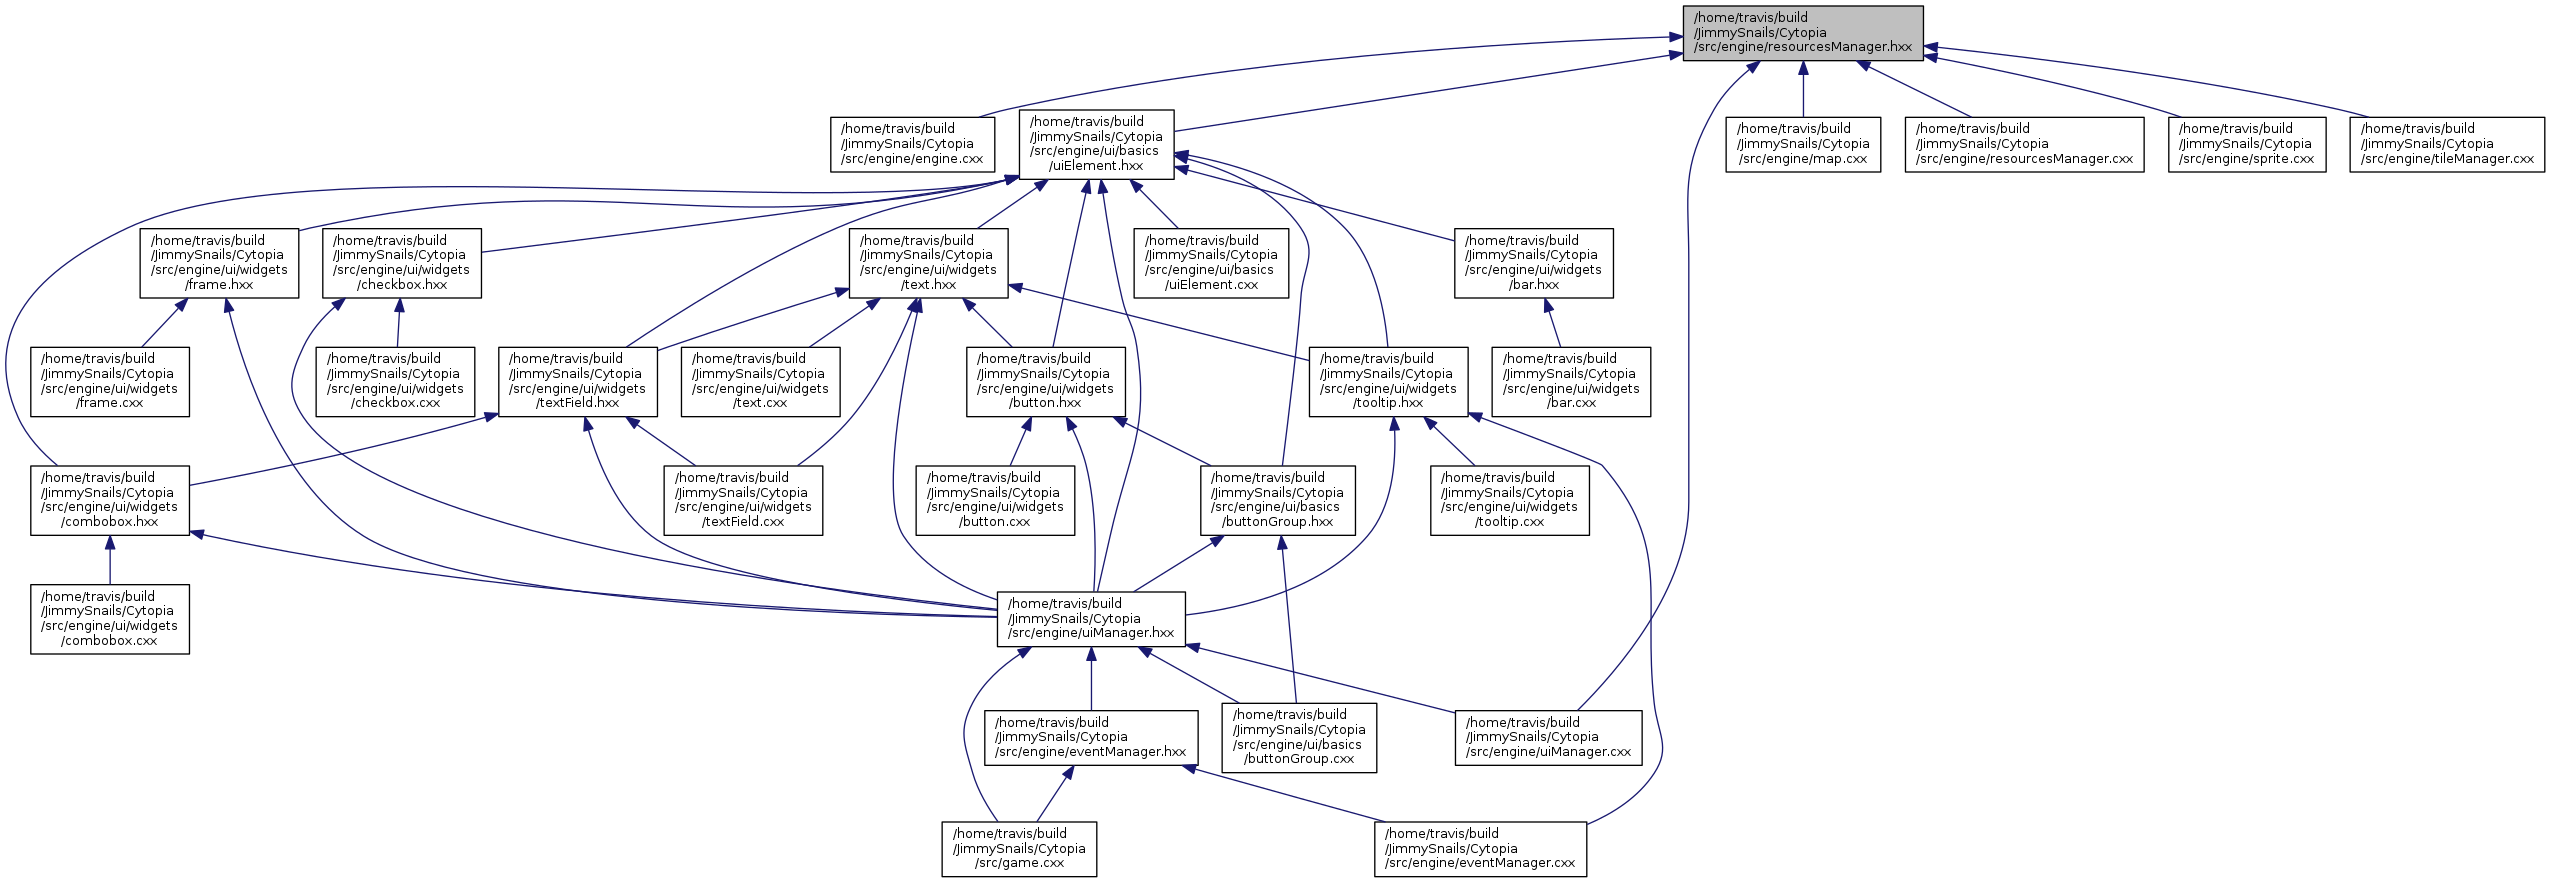 /home/travis/build
/JimmySnails/Cytopia
/src/engine/resourcesManager.hxx
/home/travis/build
/JimmySnails/Cytopia
/src/engine/engine.cxx
/home/travis/build
/JimmySnails/Cytopia
/src/engine/ui/basics
/uiElement.hxx
/home/travis/build
/JimmySnails/Cytopia
/src/engine/map.cxx
/home/travis/build
/JimmySnails/Cytopia
/src/engine/resourcesManager.cxx
/home/travis/build
/JimmySnails/Cytopia
/src/engine/sprite.cxx
/home/travis/build
/JimmySnails/Cytopia
/src/engine/tileManager.cxx
/home/travis/build
/JimmySnails/Cytopia
/src/engine/ui/widgets
/frame.hxx
/home/travis/build
/JimmySnails/Cytopia
/src/engine/ui/widgets
/checkbox.hxx
/home/travis/build
/JimmySnails/Cytopia
/src/engine/ui/widgets
/text.hxx
/home/travis/build
/JimmySnails/Cytopia
/src/engine/ui/basics
/uiElement.cxx
/home/travis/build
/JimmySnails/Cytopia
/src/engine/ui/widgets
/bar.hxx
/home/travis/build
/JimmySnails/Cytopia
/src/engine/ui/widgets
/frame.cxx
/home/travis/build
/JimmySnails/Cytopia
/src/engine/ui/widgets
/checkbox.cxx
/home/travis/build
/JimmySnails/Cytopia
/src/engine/ui/widgets
/textField.hxx
/home/travis/build
/JimmySnails/Cytopia
/src/engine/ui/widgets
/text.cxx
/home/travis/build
/JimmySnails/Cytopia
/src/engine/ui/widgets
/button.hxx
/home/travis/build
/JimmySnails/Cytopia
/src/engine/ui/widgets
/tooltip.hxx
/home/travis/build
/JimmySnails/Cytopia
/src/engine/ui/widgets
/bar.cxx
/home/travis/build
/JimmySnails/Cytopia
/src/engine/ui/widgets
/combobox.hxx
/home/travis/build
/JimmySnails/Cytopia
/src/engine/ui/widgets
/textField.cxx
/home/travis/build
/JimmySnails/Cytopia
/src/engine/ui/widgets
/button.cxx
/home/travis/build
/JimmySnails/Cytopia
/src/engine/ui/basics
/buttonGroup.hxx
/home/travis/build
/JimmySnails/Cytopia
/src/engine/ui/widgets
/tooltip.cxx
/home/travis/build
/JimmySnails/Cytopia
/src/engine/ui/widgets
/combobox.cxx
/home/travis/build
/JimmySnails/Cytopia
/src/engine/uiManager.hxx
/home/travis/build
/JimmySnails/Cytopia
/src/engine/eventManager.hxx
/home/travis/build
/JimmySnails/Cytopia
/src/engine/ui/basics
/buttonGroup.cxx
/home/travis/build
/JimmySnails/Cytopia
/src/engine/uiManager.cxx
/home/travis/build
/JimmySnails/Cytopia
/src/game.cxx
/home/travis/build
/JimmySnails/Cytopia
/src/engine/eventManager.cxx